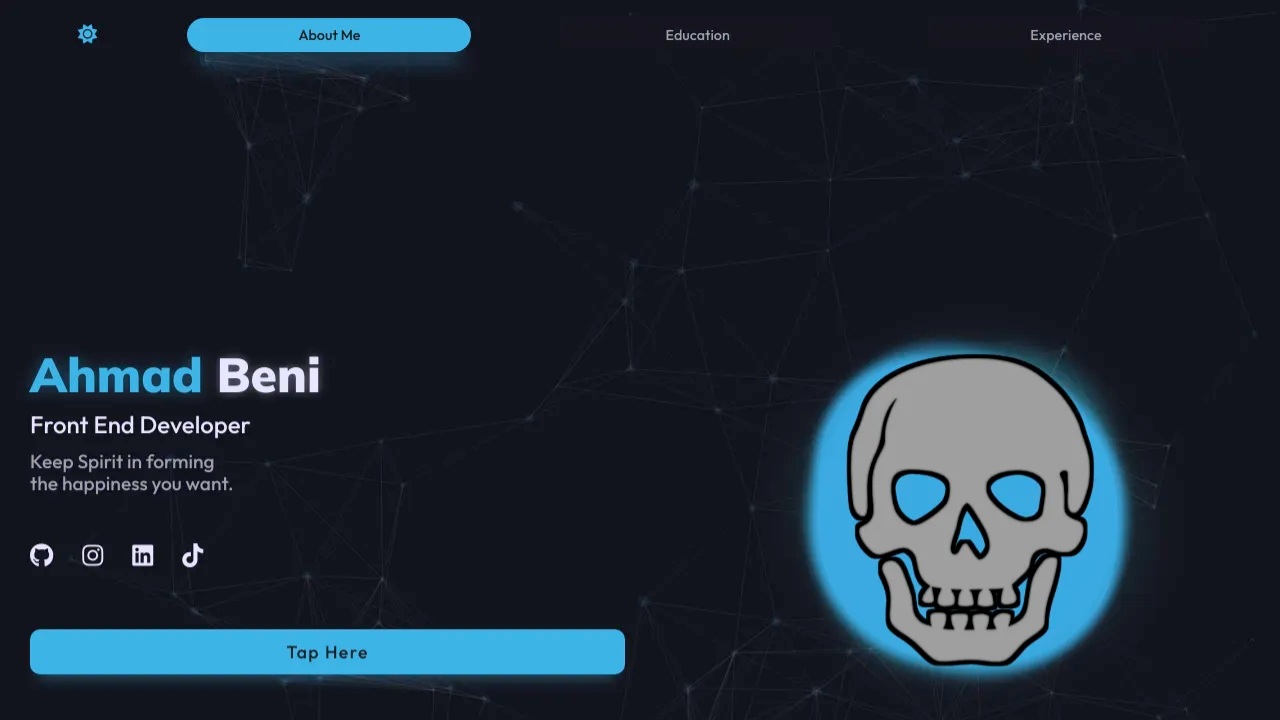 About Me
Education
Experience
Ahmad Beni
Front End Developer
Keep Spirit in forming
the happiness you want.
Tap Here